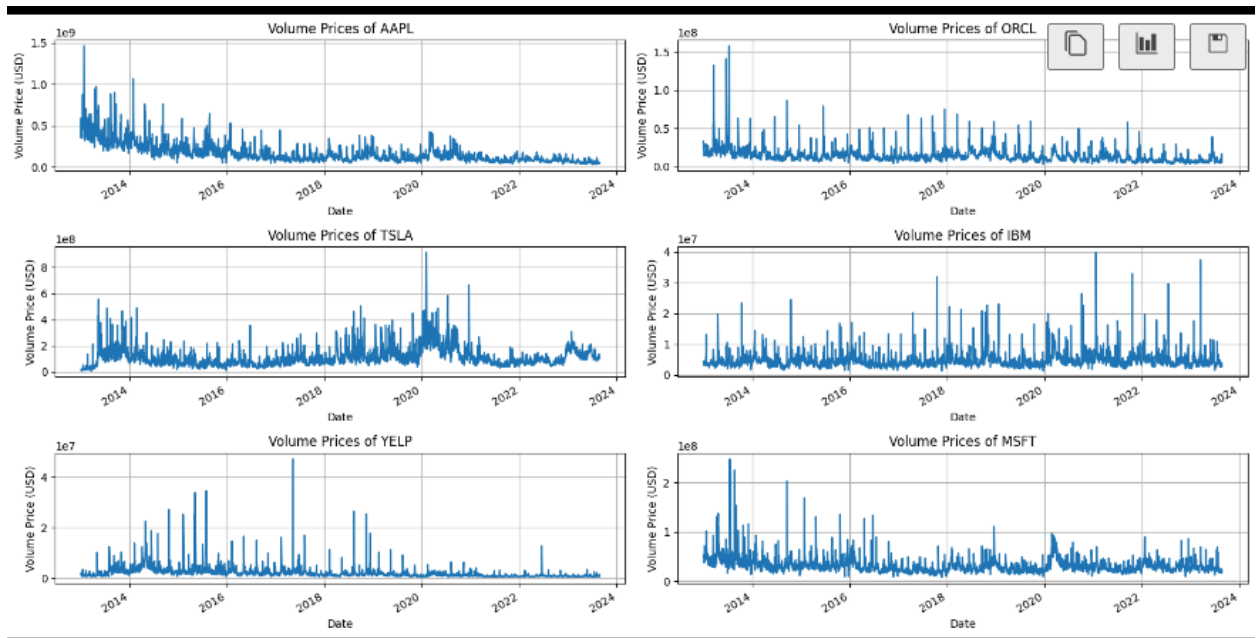 Volume Prices of AAPL
1e9
Volume Price (USD)
1.5
1.0
0.5
0.0
2014 2016 2018 2020 2022 2024
Date
Volume Prices of ORCL
1e8
Volume Price (USD)
1.5
1.0
0.5
0.0
2014 2016 2018 2020 2022 2024
Date
Volume Prices of TSLA
1e8
Volume Price (USD)
8
6
4
2
0
2014 2016 2018 2020 2022 2024
Date
Volume Prices of IBM
1e7
Volume Price (USD)
4
3
2
1
0
2014 2016 2018 2020 2022 2024
Date
Volume Prices of YELP
1e7
Volume Price (USD)
4
2
0
2014 2016 2018 2020 2022 2024
Date
Volume Prices of MSFT
1e8
Volume Price (USD)
2
1
0
2014 2016 2018 2020 2022 2024
Date